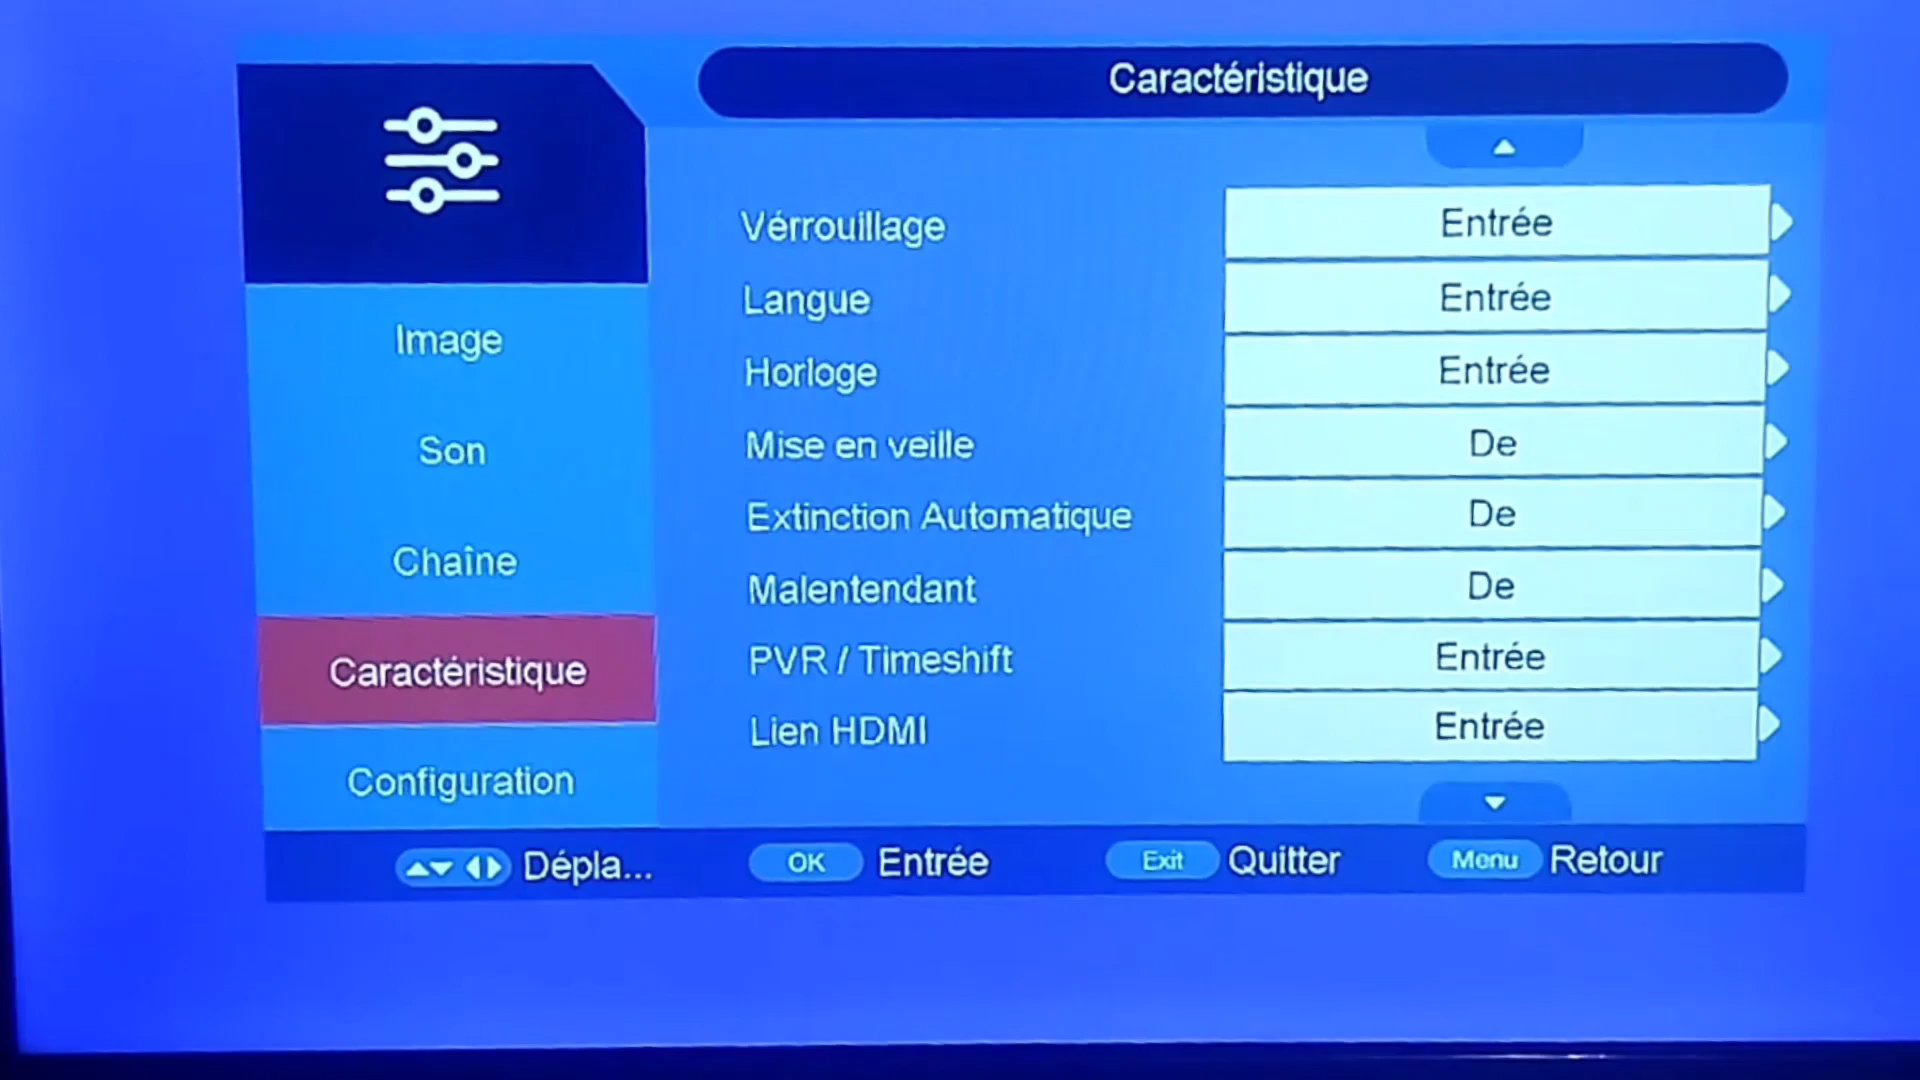 Caractéristique
Image
Son
Chaîne
Caractéristique
Configuration
Vérrouillage Entrée
Langue Entrée
Horloge Entrée
Mise en veille De
Extinction Automatique De
Malentendant De
PVR / Timeshift Entrée
Lien HDMI Entrée
Dépla... OK Entrée Exit Quitter Menu Retour